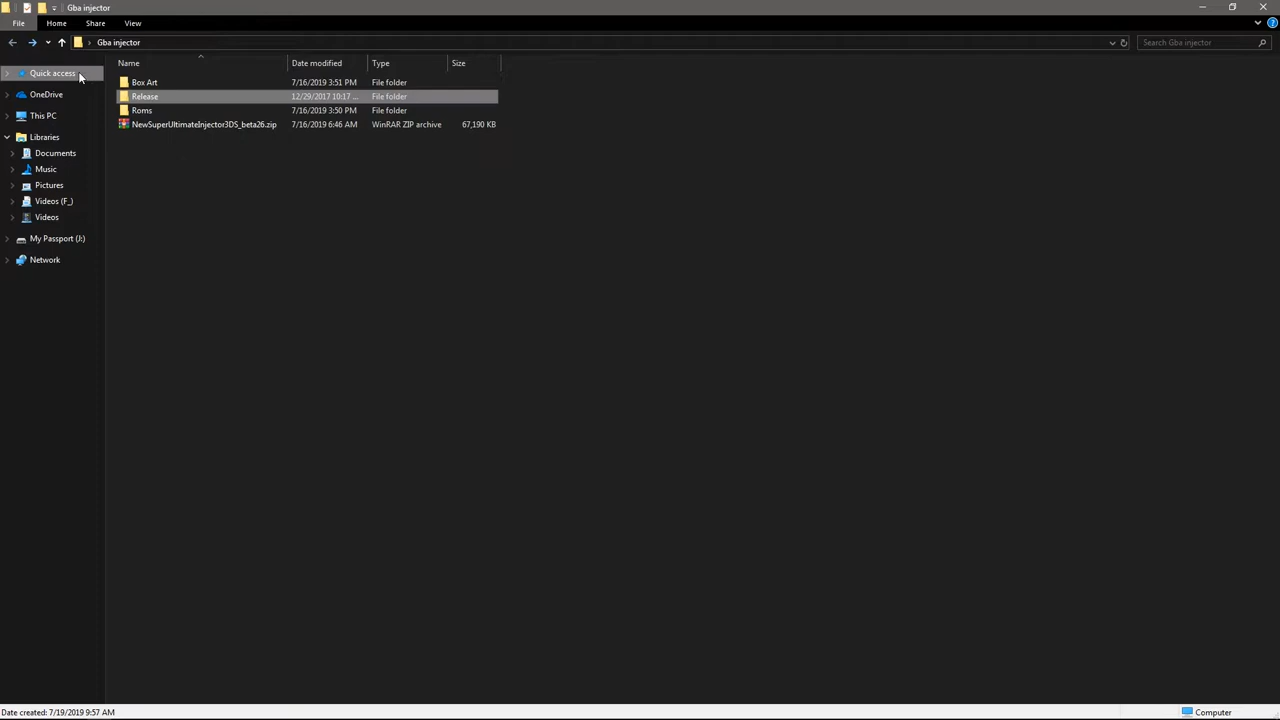 Gba injector
File Home Share View
Gba injector Search Gba injector
Name Date modified Type Size
Quick access
OneDrive
This PC
Libraries
Documents
Music
Pictures
Videos (F_)
Videos
My Passport (J:)
Network
Box Art 7/16/2019 3:51 PM File folder
Release 12/29/2017 10:17 ... File folder
Roms 7/16/2019 3:50 PM File folder
NewSuperUltimateInjector3DS_beta26.zip 7/16/2019 6:46 AM WinRAR ZIP archive 67,190 KB
Date created: 7/19/2019 9:57 AM Computer